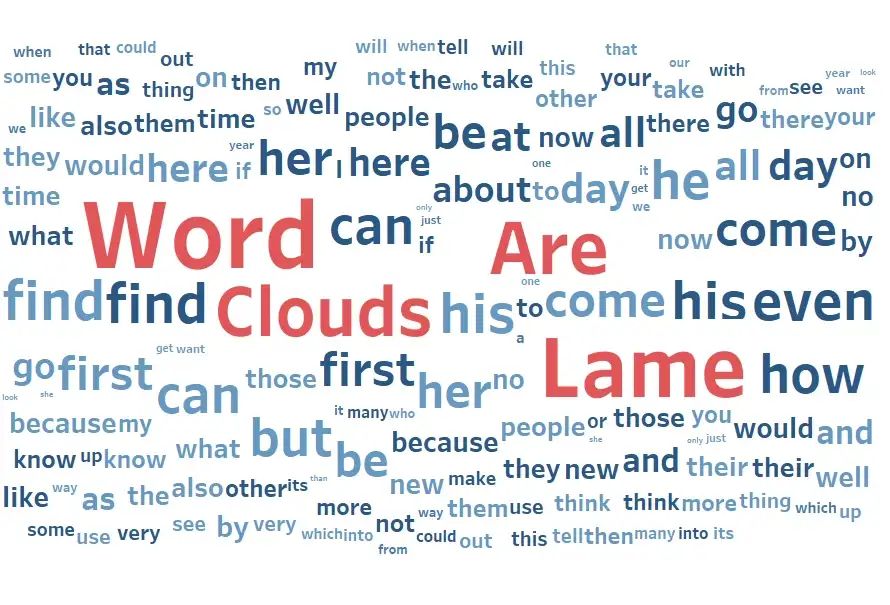 when that could out my will when tell will that our
some you as thing on then not the who take this your take with from see year want look
we like also them time so well people be at other now all there go there your
they would here year if her I here about one to day it get we he all day on
time what Word can only just if Are now come by no
find find Clouds his one to come his even
go first get want can those first her no a Lame how
look she because my what but it many who because people or she those you only just would and
know up know be they new and their their well
like way as the also other its than more new make way them use think think more thing which up
some use very see by very which into not from could out this tell then many into its